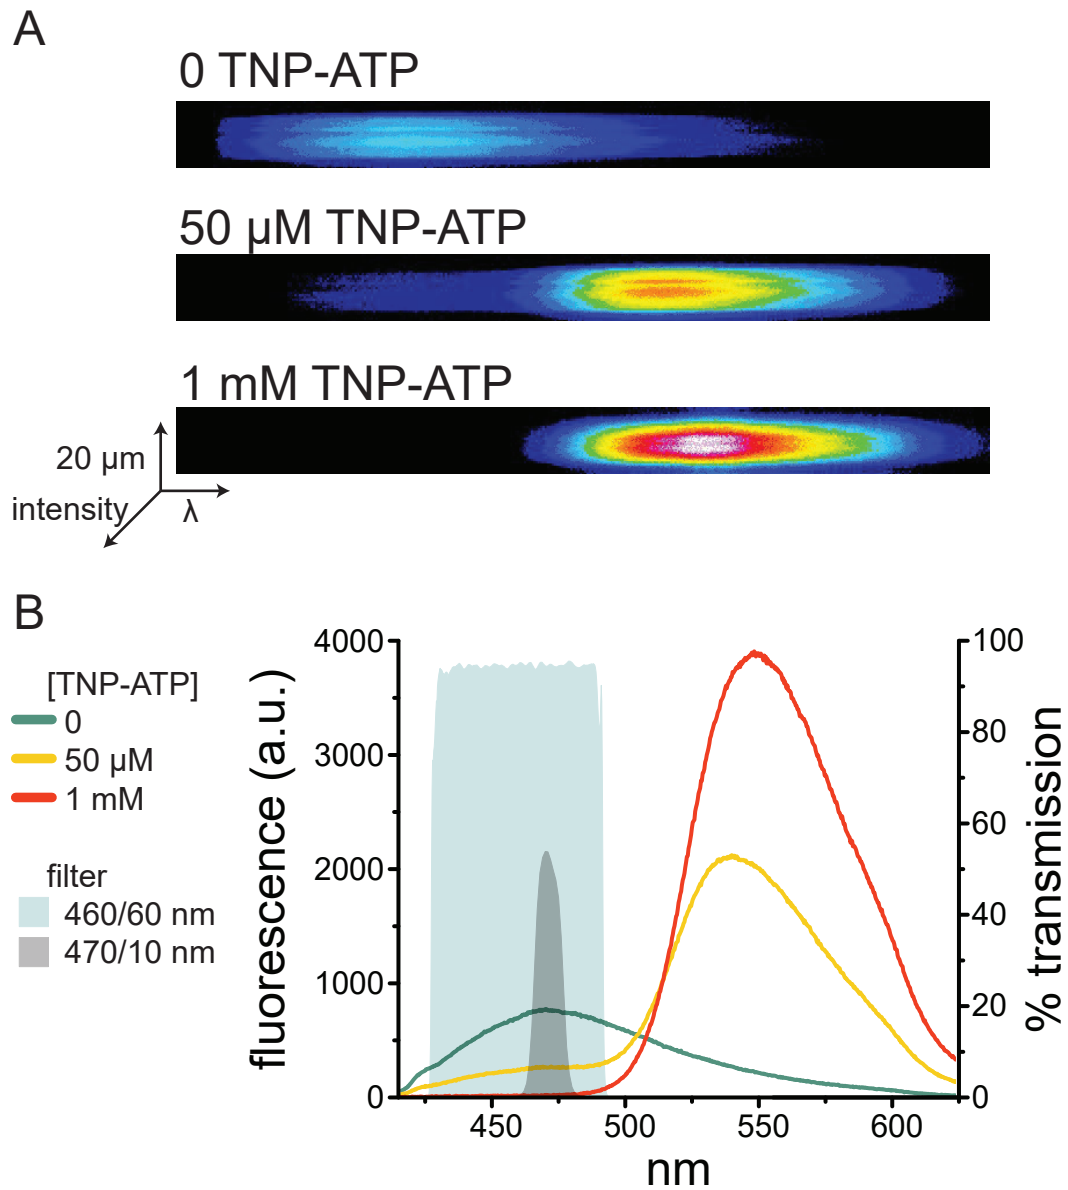 A
0 TNP-ATP
50 µM TNP-ATP
1 mM TNP-ATP
20 µm
intensity
λ
B
[TNP-ATP]
0
50 µM
1 mM
filter
460/60 nm
470/10 nm
fluorescence (a.u.)
4000
3000
2000
1000
0
450
500
550
600
nm
100
80
60
40
20
0
% transmission